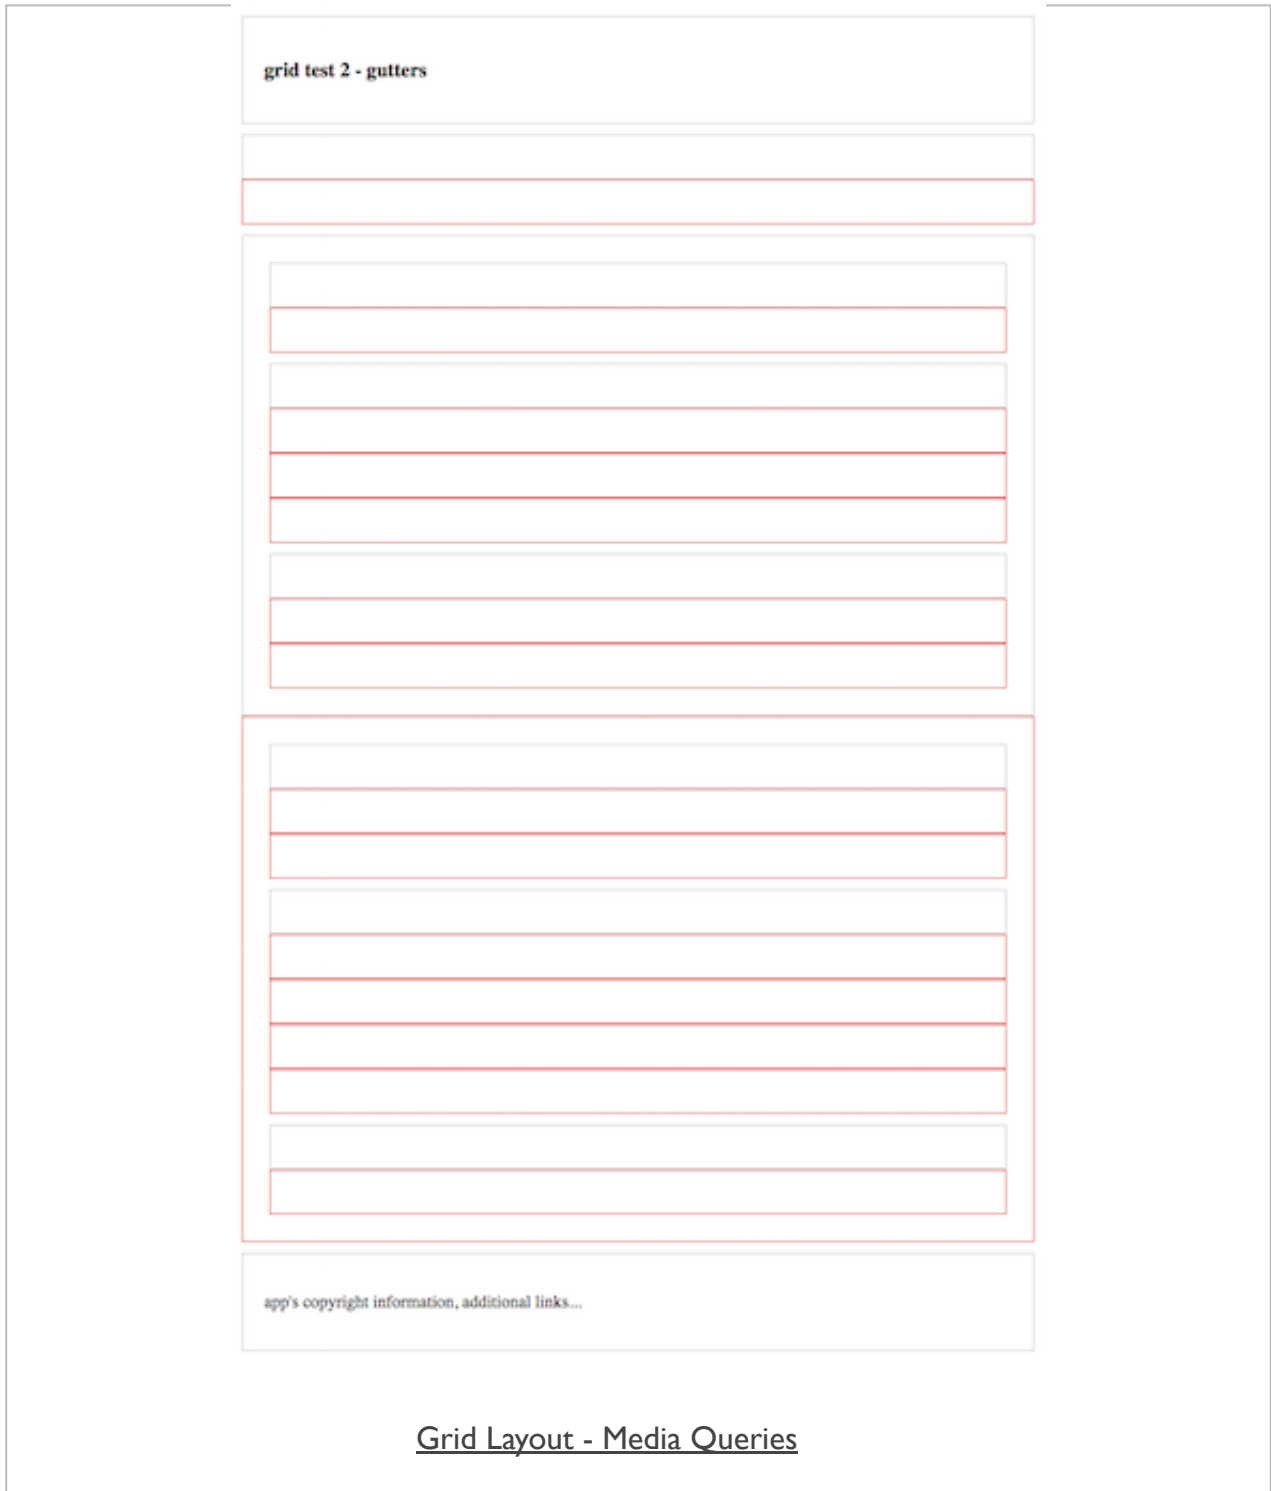 grid test 2 - gutters
app's copyright information, additional links...
Grid Layout - Media Queries